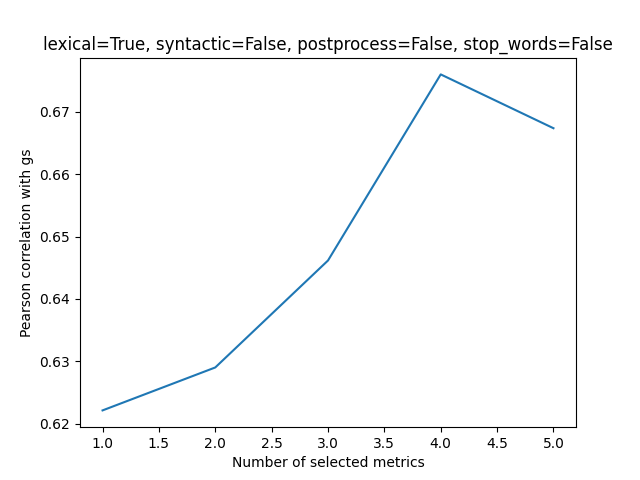 lexical=True, syntactic=False, postprocess=False, stop_words=False
Pearson correlation with gs
0.67
0.66
0.65
0.64
0.63
0.62
1.0 1.5 2.0 2.5 3.0 3.5 4.0 4.5 5.0
Number of selected metrics